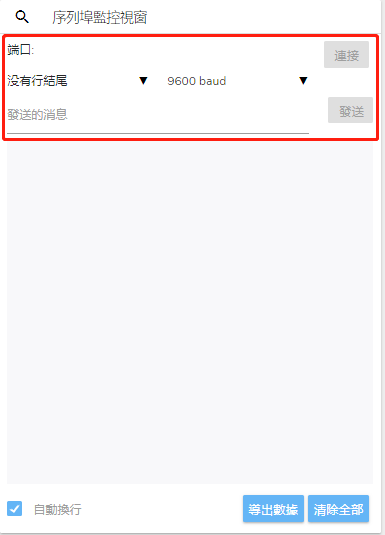 序列埠監控視窗
端口:
連接
没有行結尾 9600 baud
發送的消息
發送
自動換行
導出數據 清除全部